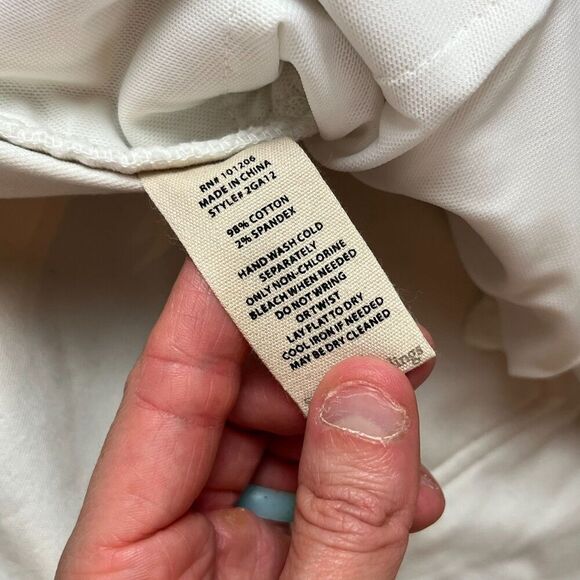 RN# 101206
MADE IN CHINA
STYLE# 2GA12
98% COTTON
2% SPANDEX
HAND WASH COLD
SEPARATELY
ONLY NON-CHLORINE
BLEACH WHEN NEEDED
DO NOT WRING
OR TWIST
LAY FLAT TO DRY
COOL IRON IF NEEDED
MAY BE DRY CLEANED